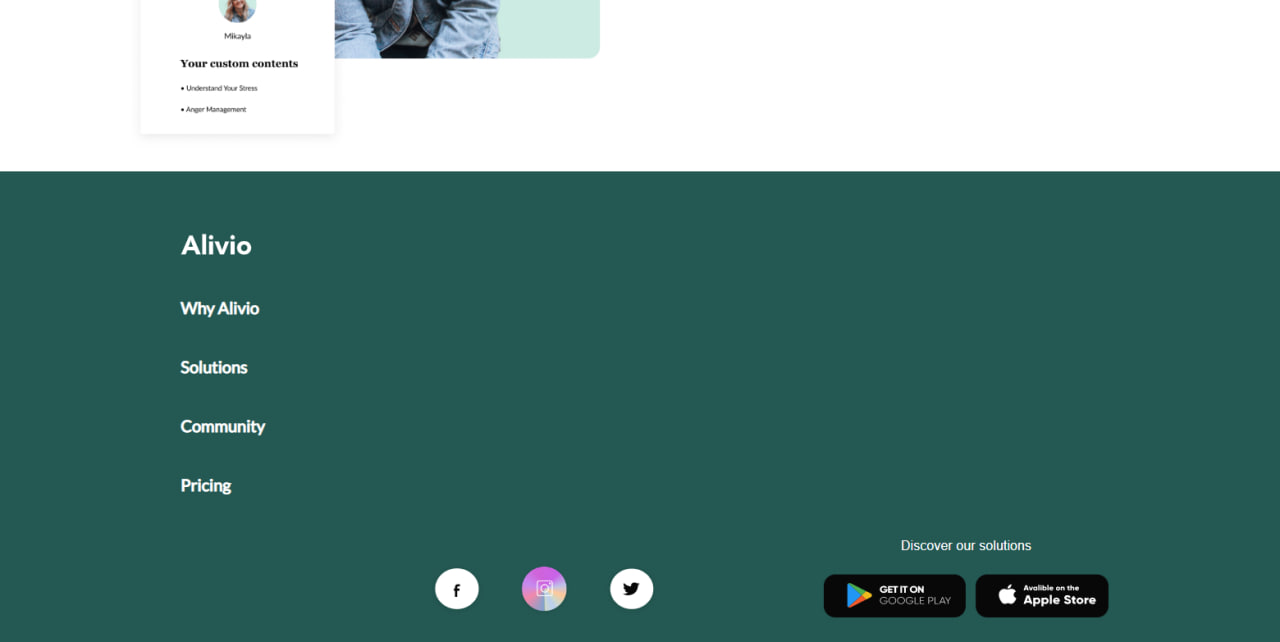 Mikayla
Your custom contents
• Understand Your Stress
• Anger Management
Alivio
Why Alivio
Solutions
Community
Pricing
Discover our solutions
GET IT ON
GOOGLE PLAY
Avalible on the
Apple Store